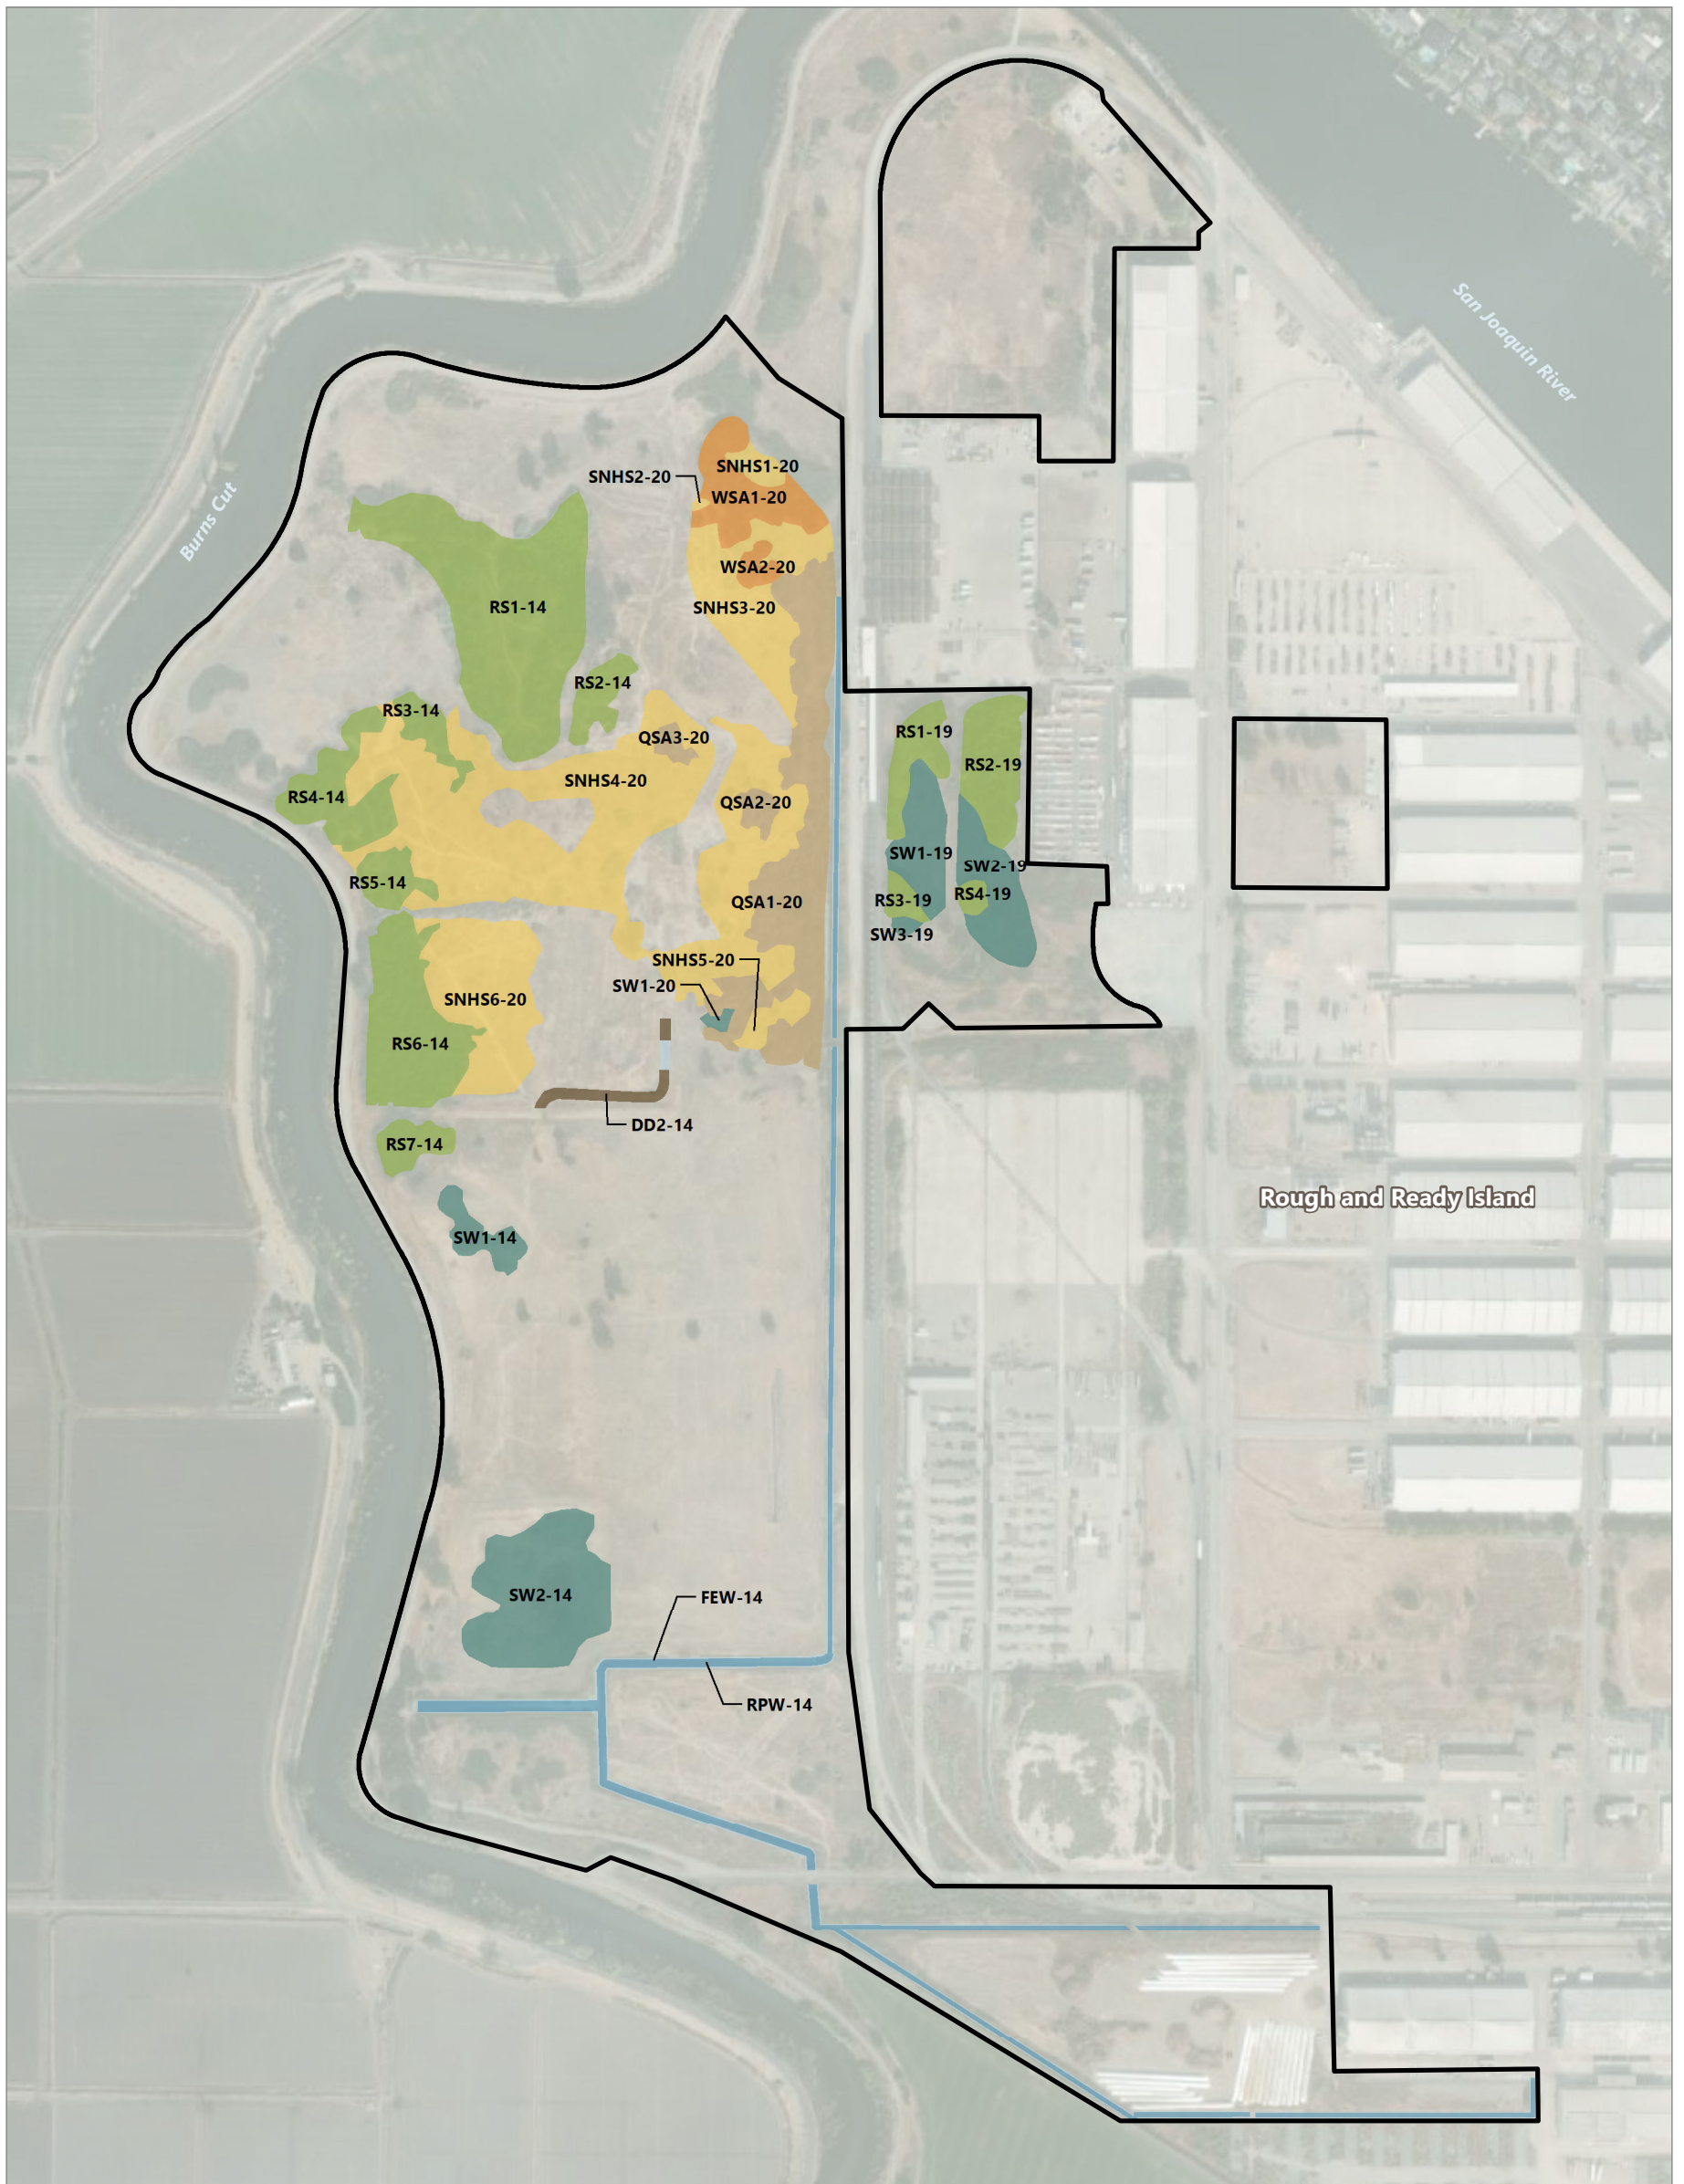 San Joaquin River
Burns Cut
SNHS1-20
SNHS2-20
WSA1-20
WSA2-20
SNHS3-20
RS1-14
RS2-14
RS3-14
QSA3-20
SNHS4-20
RS4-14
QSA2-20
RS1-19
RS2-19
SW1-19
SW2-19
RS5-14
QSA1-20
RS3-19
RS4-19
SW3-19
SNHS5-20
SW1-20
SNHS6-20
RS6-14
DD2-14
RS7-14
Rough and Ready Island
SW1-14
SW2-14
FEW-14
RPW-14